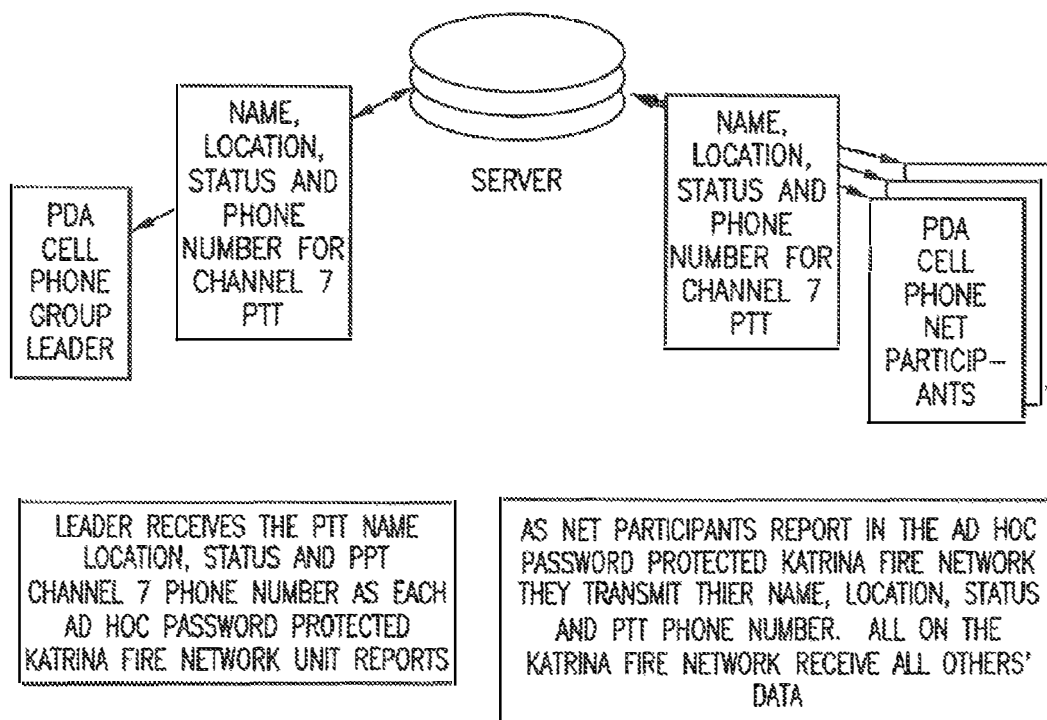 NAME,
LOCATION,
STATUS AND
PHONE
NUMBER FOR
CHANNEL 7
PTT
SERVER
NAME,
LOCATION,
STATUS AND
PHONE
NUMBER FOR
CHANNEL 7
PTT
PDA
CELL
PHONE
GROUP
LEADER
PDA
CELL
PHONE
NET
PARTICIP-
ANTS
LEADER RECEIVES THE PTT NAME
LOCATION, STATUS AND PPT
CHANNEL 7 PHONE NUMBER AS EACH
AD HOC PASSWORD PROTECTED
KATRINA FIRE NETWORK UNIT REPORTS
AS NET PARTICIPANTS REPORT IN THE AD HOC
PASSWORD PROTECTED KATRINA FIRE NETWORK
THEY TRANSMIT THIER NAME, LOCATION, STATUS
AND PTT PHONE NUMBER. ALL ON THE
KATRINA FIRE NETWORK RECEIVE ALL OTHERS'
DATA